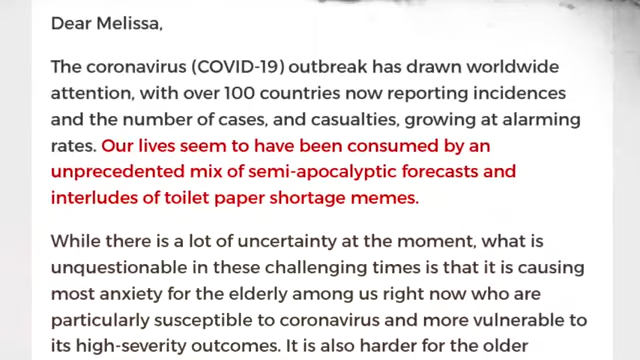 Dear Melissa,
The coronavirus (COVID-19) outbreak has drawn worldwide
attention, with over 100 countries now reporting incidences
and the number of cases, and casualties, growing at alarming
rates. Our lives seem to have been consumed by an
unprecedented mix of semi-apocalyptic forecasts and
interludes of toilet paper shortage memes.
While there is a lot of uncertainty at the moment, what is
unquestionable in these challenging times is that it is causing
most anxiety for the elderly among us right now who are
particularly susceptible to coronavirus and more vulnerable to
its high-severity outcomes. It is also harder for the older